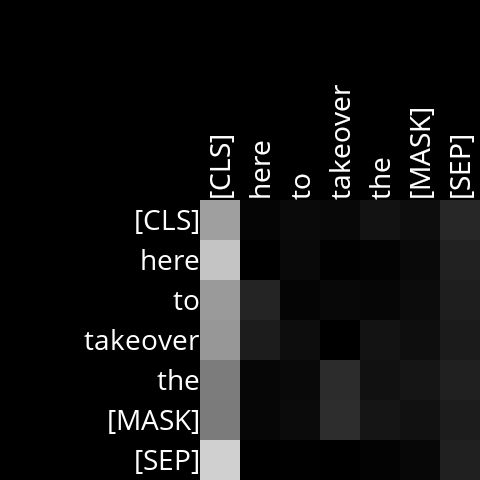 [CLS] here to takeover the [MASK] [SEP]
[CLS]
here
to
takeover
the
[MASK]
[SEP]